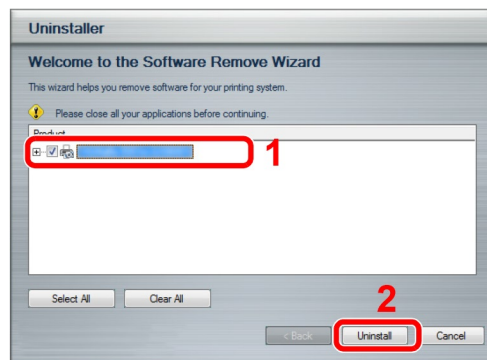 Uninstaller
Welcome to the Software Remove Wizard
This wizard helps you remove software for your printing system.
Please close all your applications before continuing.
Product
1
Select All Clear All
2
< Back Uninstall Cancel